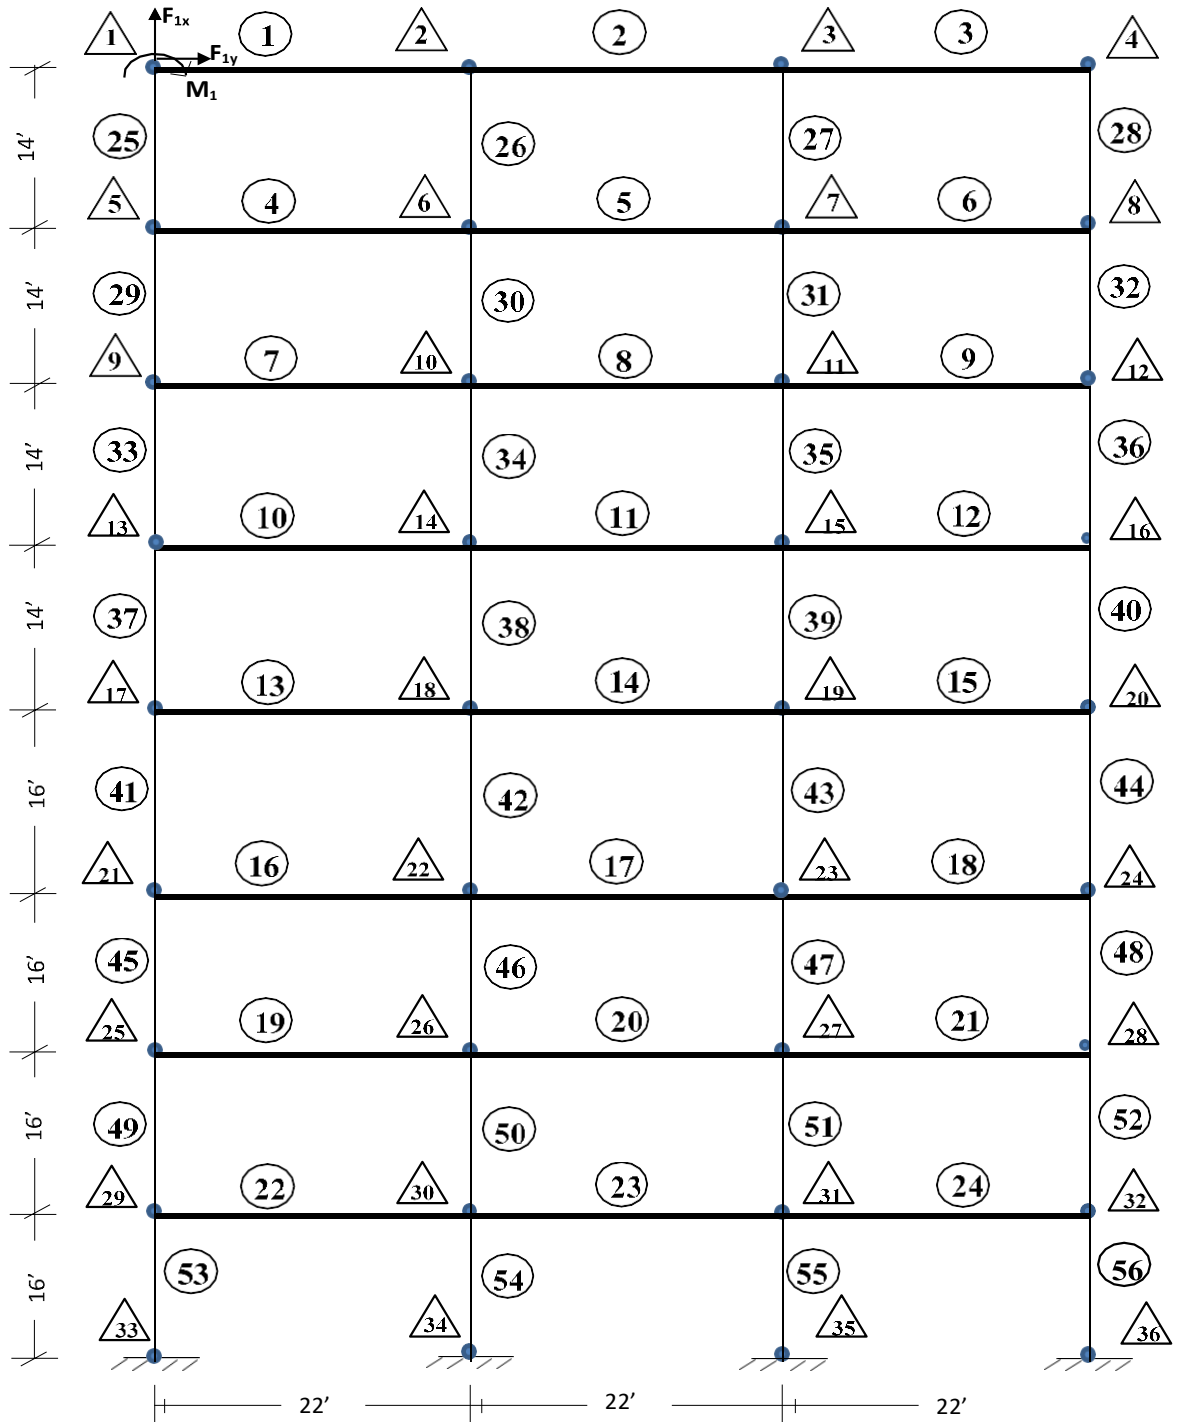 F1x
1 1 2 2 3 3 4
F1y
M1
14’ 25 26 27 28
5 4 6 5 7 6 8
14’ 29 30 31 32
9 7 10 8 11 9 12
14’ 33 34 35 36
13 10 14 11 15 12 16
14’ 37 38 39 40
17 13 18 14 19 15 20
16’ 41 42 43 44
21 16 22 17 23 18 24
16’ 45 46 47 48
25 19 26 20 27 21 28
16’ 49 50 51 52
29 22 30 23 31 24 32
16’ 53 54 55 56
33 34 35 36
22’ 22’ 22’